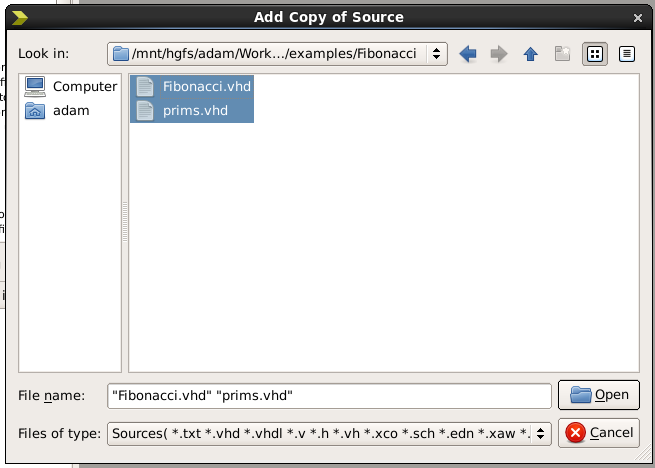 Add Copy of Source
Look in: /mnt/hgfs/adam/Work.../examples/Fibonacci
Computer
adam
Fibonacci.vhd
prims.vhd
File name: "Fibonacci.vhd" "prims.vhd" Open
Files of type: Sources( *.txt *.vhd *.vhdl *.v *.h *.vh *.xco *.sch *.edn *.xaw *. Cancel